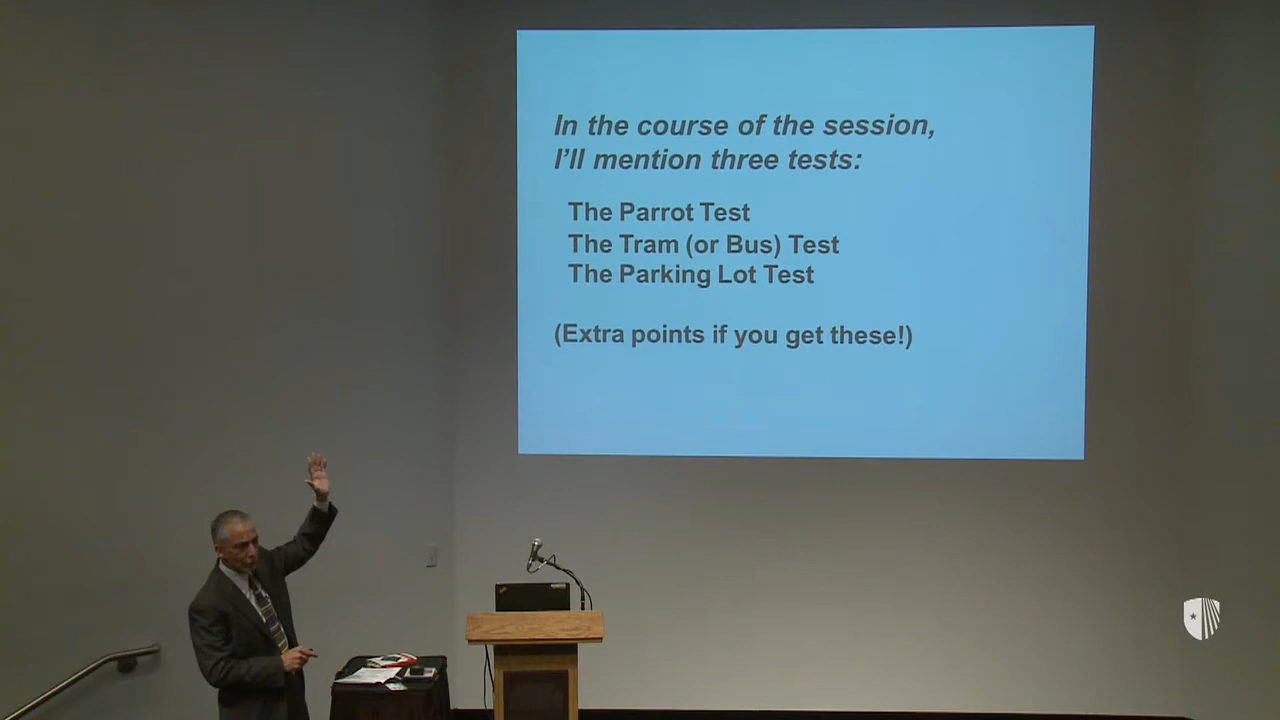 In the course of the session,
I'll mention three tests:
The Parrot Test
The Tram (or Bus) Test
The Parking Lot Test
(Extra points if you get these!)